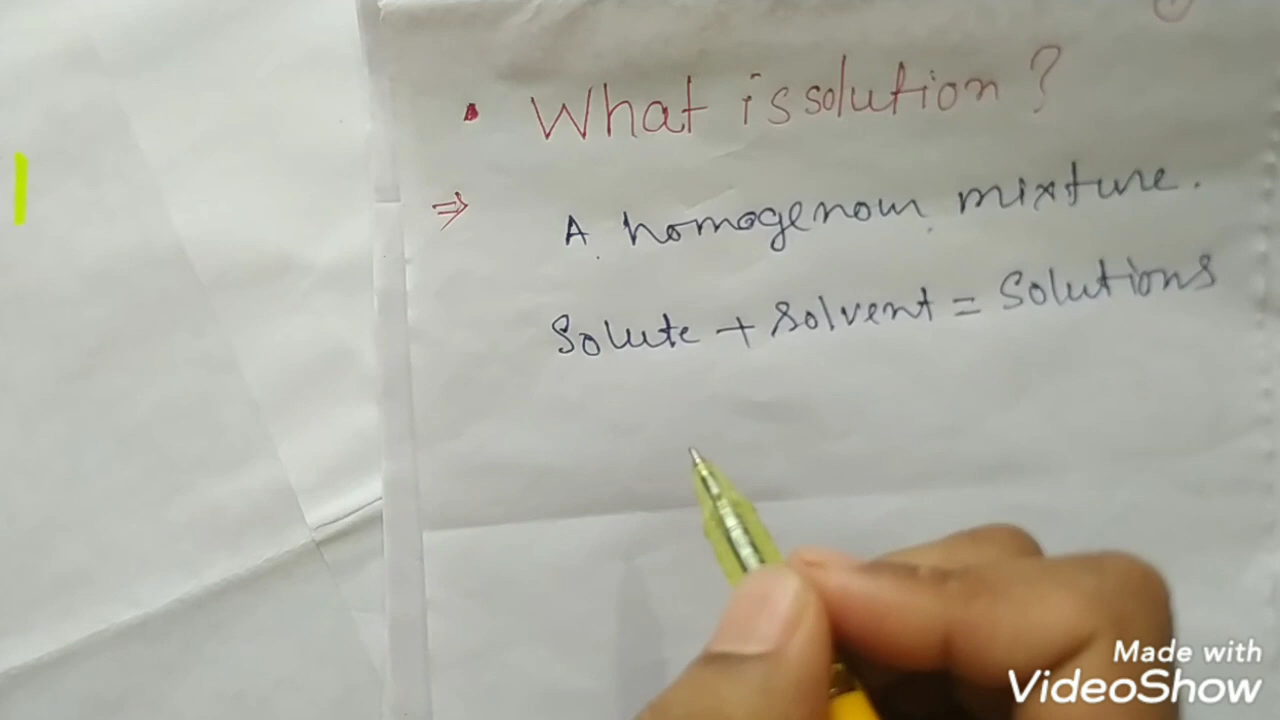 • What is solution ?
⇒ A homogenous mixture.
Solute + Solvent = Solutions
Made with
VideoShow